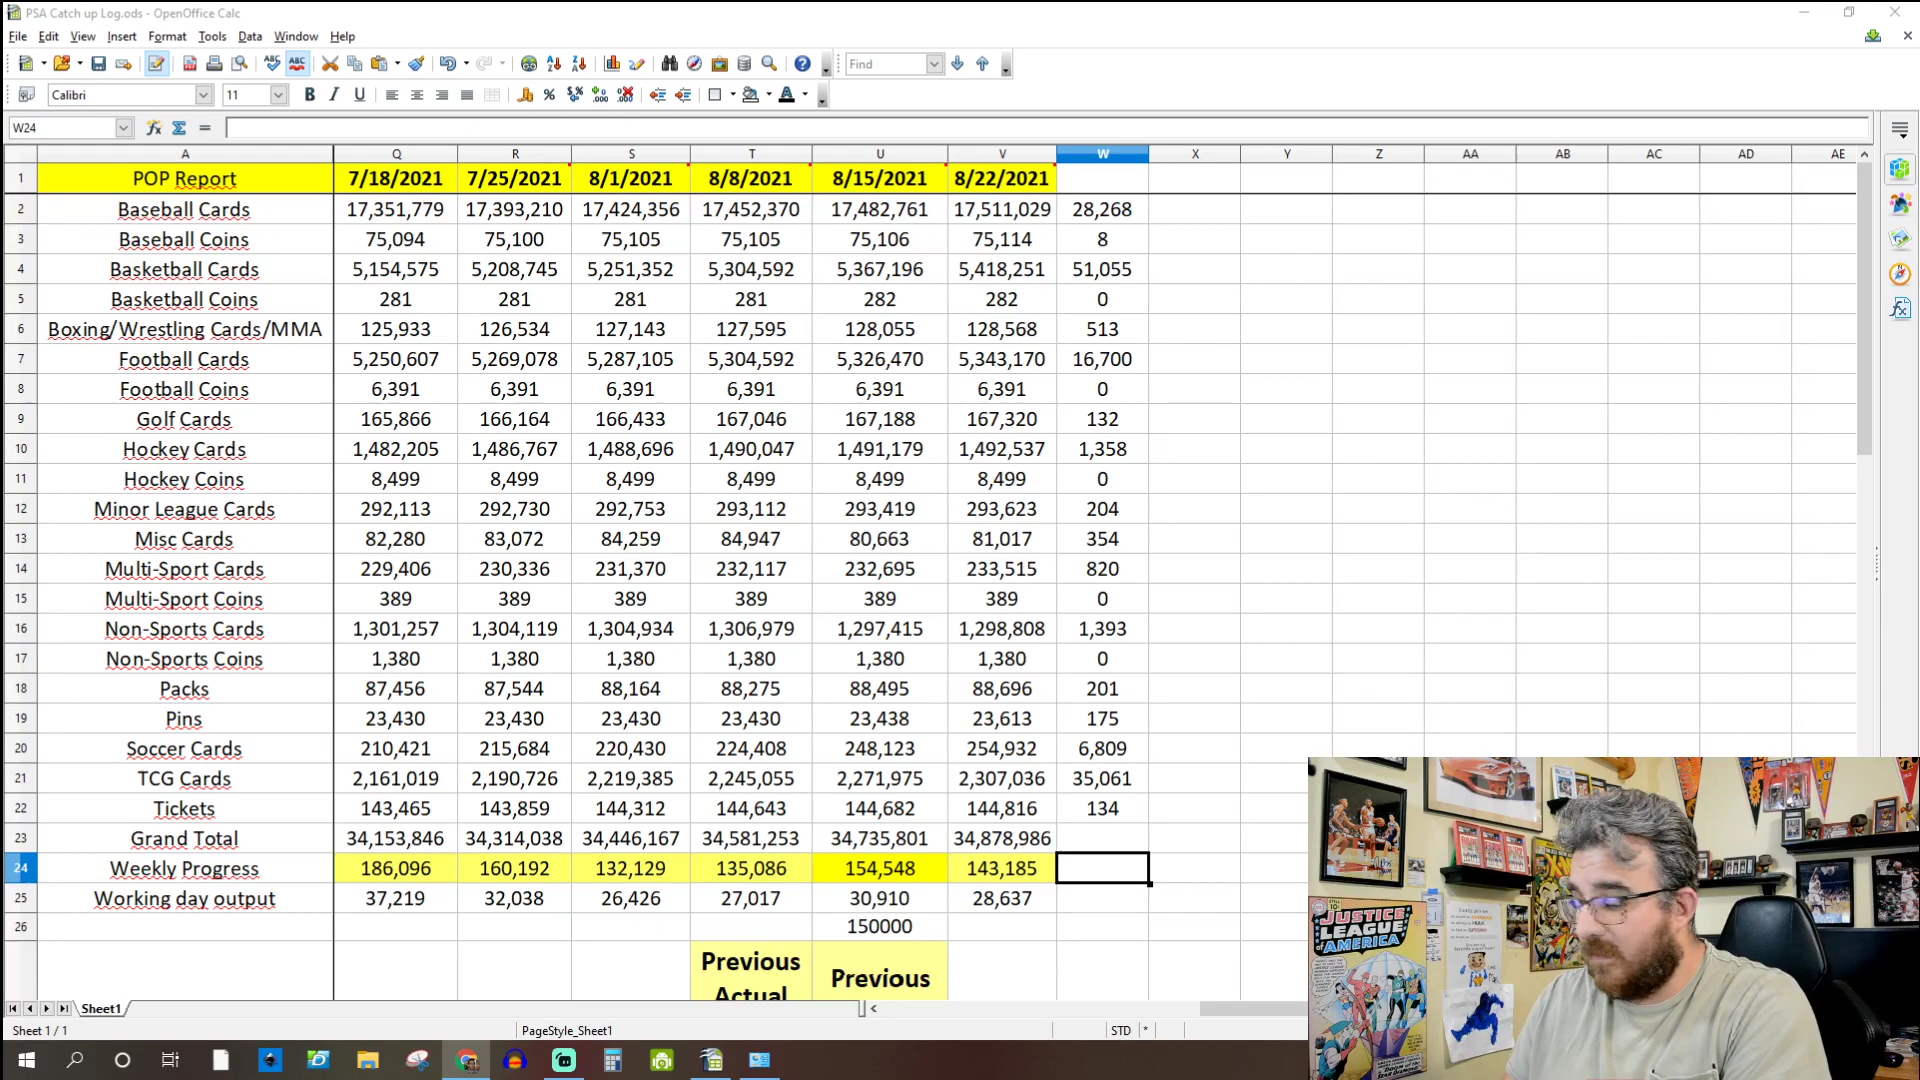 PSA Catch up Log.ods - OpenOffice Calc
File Edit View Insert Format Tools Data Window Help
Find
Calibri 11
W24
A Q R S T U V W X Y Z AA AB AC AD AE
1 POP Report 7/18/2021 7/25/2021 8/1/2021 8/8/2021 8/15/2021 8/22/2021
2 Baseball Cards 17,351,779 17,393,210 17,424,356 17,452,370 17,482,761 17,511,029 28,268
3 Baseball Coins 75,094 75,100 75,105 75,105 75,106 75,114 8
4 Basketball Cards 5,154,575 5,208,745 5,251,352 5,304,592 5,367,196 5,418,251 51,055
5 Basketball Coins 281 281 281 281 282 282 0
6 Boxing/Wrestling Cards/MMA 125,933 126,534 127,143 127,595 128,055 128,568 513
7 Football Cards 5,250,607 5,269,078 5,287,105 5,304,592 5,326,470 5,343,170 16,700
8 Football Coins 6,391 6,391 6,391 6,391 6,391 6,391 0
9 Golf Cards 165,866 166,164 166,433 167,046 167,188 167,320 132
10 Hockey Cards 1,482,205 1,486,767 1,488,696 1,490,047 1,491,179 1,492,537 1,358
11 Hockey Coins 8,499 8,499 8,499 8,499 8,499 8,499 0
12 Minor League Cards 292,113 292,730 292,753 293,112 293,419 293,623 204
13 Misc Cards 82,280 83,072 84,259 84,947 80,663 81,017 354
14 Multi-Sport Cards 229,406 230,336 231,370 232,117 232,695 233,515 820
15 Multi-Sport Coins 389 389 389 389 389 389 0
16 Non-Sports Cards 1,301,257 1,304,119 1,304,934 1,306,979 1,297,415 1,298,808 1,393
17 Non-Sports Coins 1,380 1,380 1,380 1,380 1,380 1,380 0
18 Packs 87,456 87,544 88,164 88,275 88,495 88,696 201
19 Pins 23,430 23,430 23,430 23,430 23,438 23,613 175
20 Soccer Cards 210,421 215,684 220,430 224,408 248,123 254,932 6,809
21 TCG Cards 2,161,019 2,190,726 2,219,385 2,245,055 2,271,975 2,307,036 35,061
22 Tickets 143,465 143,859 144,312 144,643 144,682 144,816 134
23 Grand Total 34,153,846 34,314,038 34,446,167 34,581,253 34,735,801 34,878,986
24 Weekly Progress 186,096 160,192 132,129 135,086 154,548 143,185
25 Working day output 37,219 32,038 26,426 27,017 30,910 28,637
26 150000
Previous Actual
Previous
Sheet1
Sheet 1 / 1 PageStyle_Sheet1 STD *
JUSTICE
LEAGUE
of AMERICA